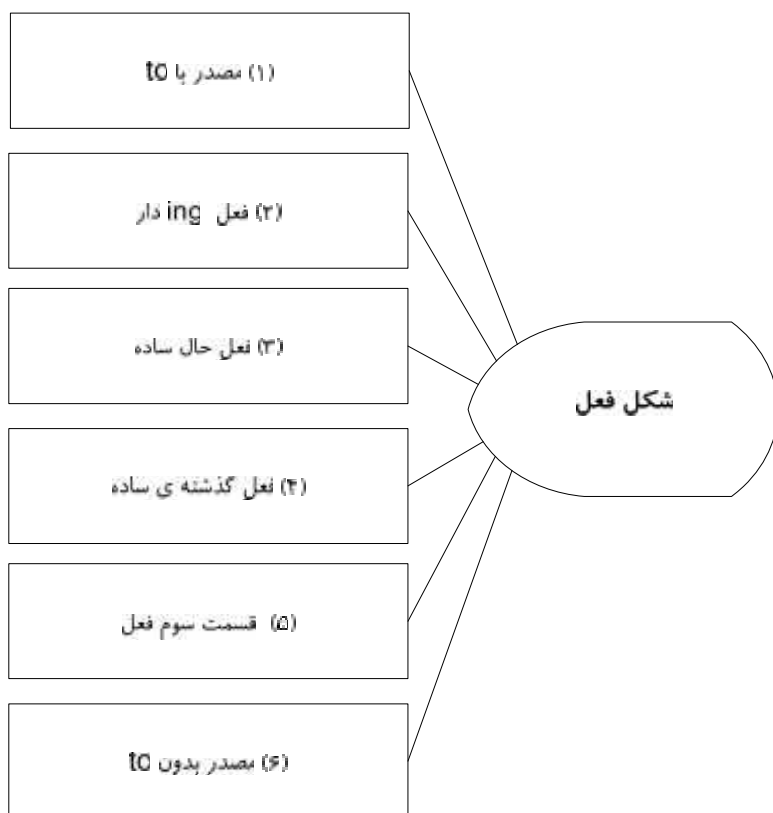 (۱) مصدر با to
(۲) فعل ing دار
(۳) فعل حال ساده
شکل فعل
(۴) فعل گذشته ی ساده
(۵) قسمت سوم فعل
(۶) مصدر بدون to